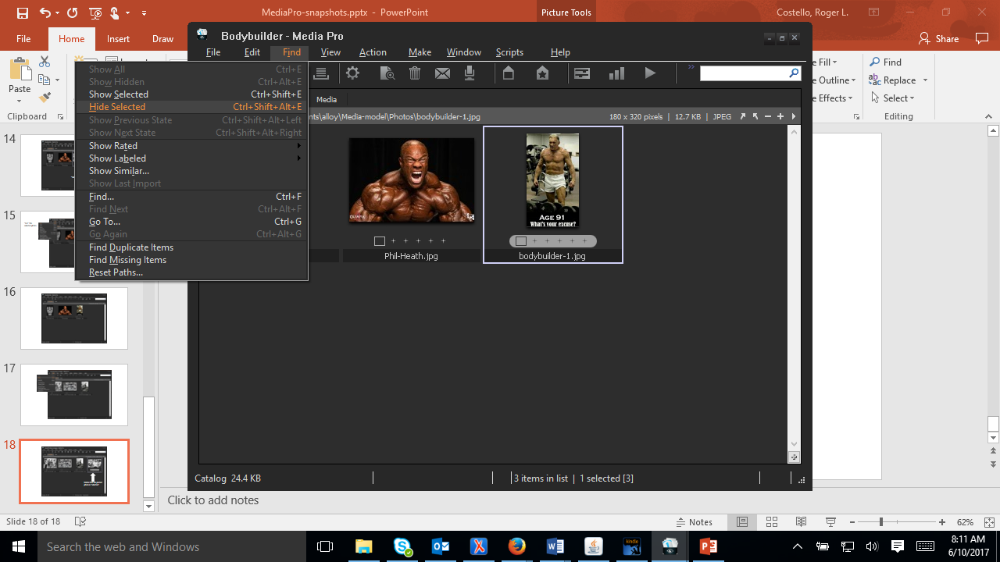 MediaPro-snapshots.pptx - PowerPoint
Picture Tools
Costello, Roger L.
File
Home
Insert
Draw
Share
Bodybuilder - Media Pro
File Edit Find View Action Make Window Scripts Help
Paste
Clipboard
Show All Ctrl+E
Show Hidden Ctrl+Alt+E
Show Selected Ctrl+Shift+E
Hide Selected Ctrl+Shift+Alt+E
Show Previous State Ctrl+Shift+Alt+Left
Show Next State Ctrl+Shift+Alt+Right
Show Rated
Show Labeled
Show Similar...
Show Last Import
Find... Ctrl+F
Find Next Ctrl+Alt+F
Go To... Ctrl+G
Go Again Ctrl+Alt+G
Find Duplicate Items
Find Missing Items
Reset Paths...
Media
nts\alloy\Media-model\Photos\bodybuilder-1.jpg
180 x 320 pixels | 12.7 KB | JPEG
AGE 91
What's your excuse?
Phil-Heath.jpg
bodybuilder-1.jpg
Catalog 24.4 KB
3 items in list | 1 selected [3]
e Fill
e Outline
e Effects
Find
Replace
Select
Editing
14
15
16
17
18
Click to add notes
Slide 18 of 18
Notes
62%
Search the web and Windows
kindle
8:11 AM
6/10/2017